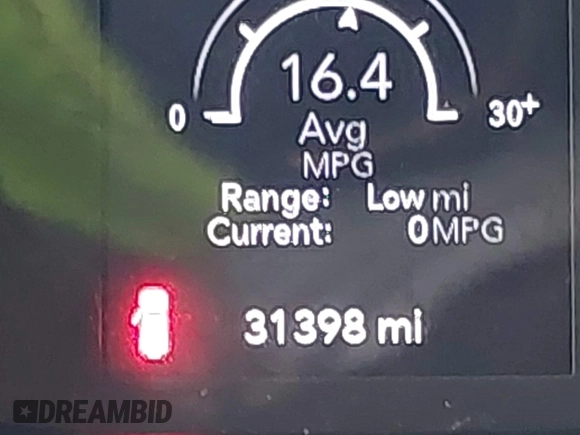 16.4
0
30+
Avg
MPG
Range: Low mi
Current: 0 MPG
31398 mi
DREAMBID